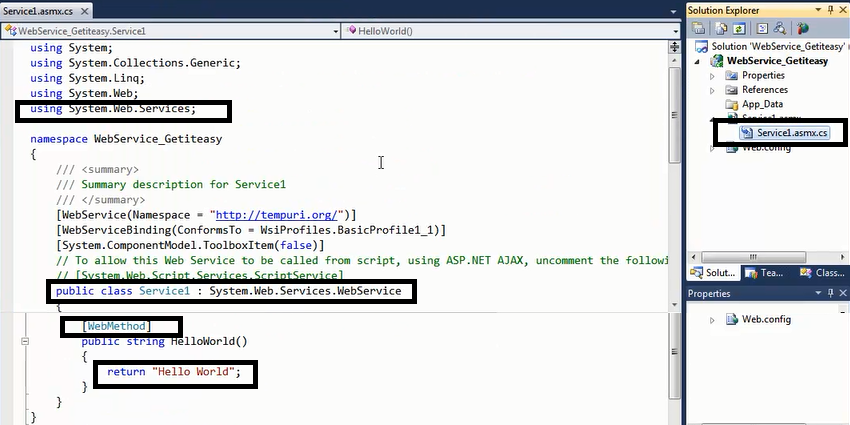 Service1.asmx.cs
WebService_Getiteasy.Service1
HelloWorld()
using System;
using System.Collections.Generic;
using System.Linq;
using System.Web;
using System.Web.Services;
namespace WebService_Getiteasy
{
/// <summary>
/// Summary description for Service1
/// </summary>
[WebService(Namespace = "http://tempuri.org/")]
[WebServiceBinding(ConformsTo = WsiProfiles.BasicProfile1_1)]
[System.ComponentModel.ToolboxItem(false)]
// To allow this Web Service to be called from script, using ASP.NET AJAX, uncomment the followi
// [System.Web.Script.Services.ScriptService]
public class Service1 : System.Web.Services.WebService
{
[WebMethod]
public string HelloWorld()
{
return "Hello World";
}
}
}
Solution Explorer
Solution 'WebService_Getiteasy' (
WebService_Getiteasy
Properties
References
App_Data
Service1.asmx
Service1.asmx.cs
Web.config
Solut...
Tea...
Class...
Properties
Web.config